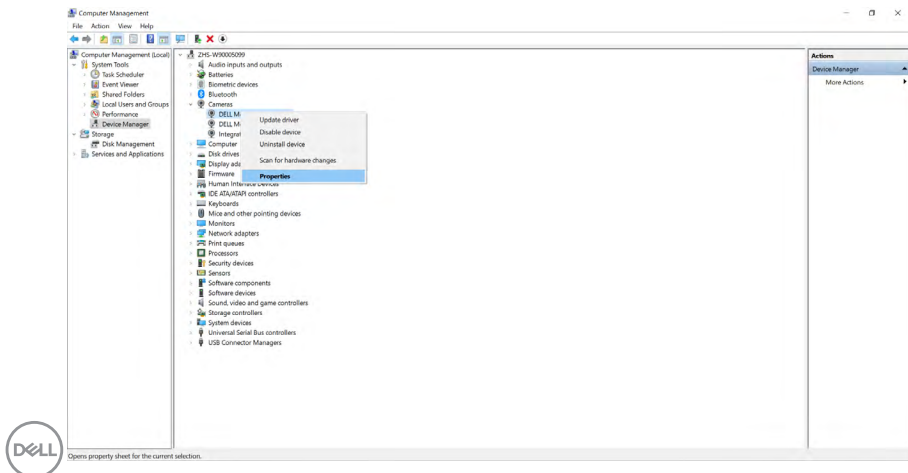 Computer Management
File Action View Help
Computer Management (Local)
System Tools
Task Scheduler
Event Viewer
Shared Folders
Local Users and Groups
Performance
Device Manager
Storage
Disk Management
Services and Applications
ZHS-W90005099
Audio inputs and outputs
Batteries
Biometric devices
Bluetooth
Cameras
DELL M
DELL M
Integrat
Computer
Disk drives
Display ada
Firmware
Human Interface Devices
IDE ATA/ATAPI controllers
Keyboards
Mice and other pointing devices
Monitors
Network adapters
Print queues
Processors
Security devices
Sensors
Software components
Software devices
Sound, video and game controllers
Storage controllers
System devices
Universal Serial Bus controllers
USB Connector Managers
Update driver
Disable device
Uninstall device
Scan for hardware changes
Properties
Actions
Device Manager
More Actions
Opens property sheet for the current selection.
DELL